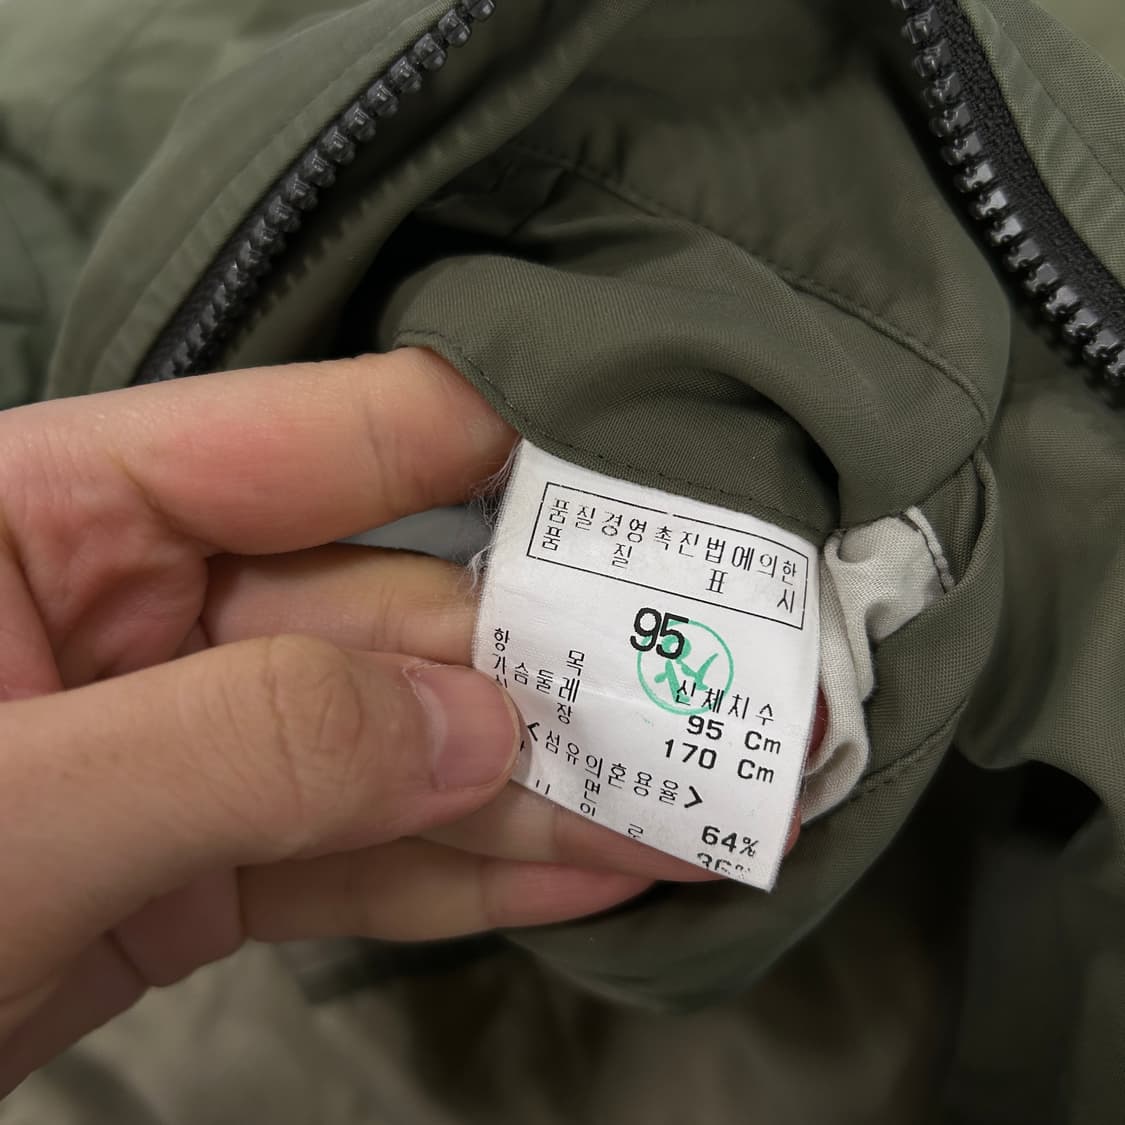 품질경영촉진법에의한
품 질 표 시
95
항 목 신체치수
가슴둘레 95 Cm
신 장 170 Cm
<섬유의혼용율>
면 64%